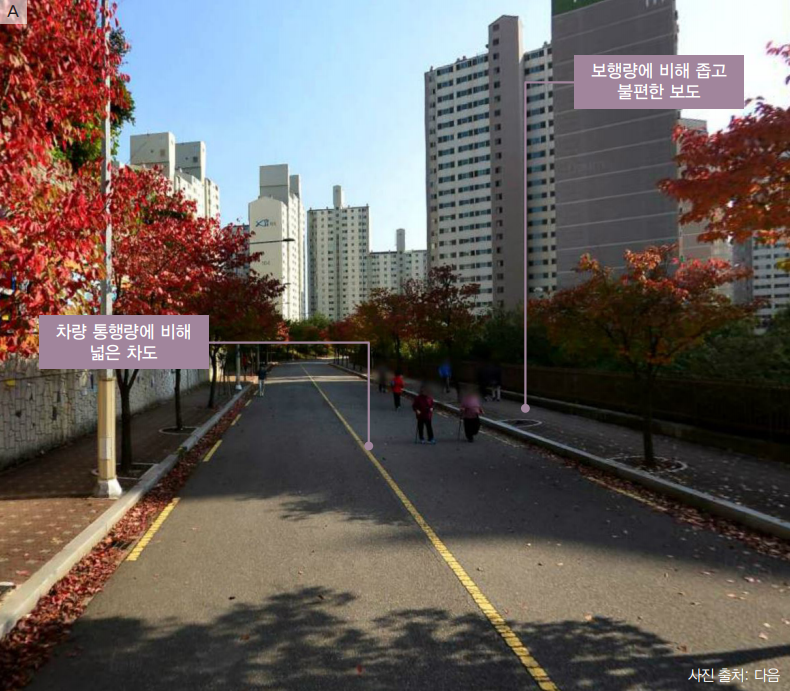 A
보행량에 비해 좁고
불편한 보도
차량 통행량에 비해
넓은 차도
사진 출처: 다음